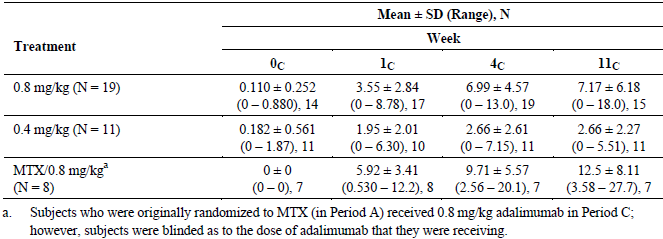 Mean ± SD (Range), N
Treatment
Week
0C 1C 4C 11C
0.8 mg/kg (N = 19) 0.110 ± 0.252 3.55 ± 2.84 6.99 ± 4.57 7.17 ± 6.18
(0 – 0.880), 14 (0 – 8.78), 17 (0 – 13.0), 19 (0 – 18.0), 15
0.4 mg/kg (N = 11) 0.182 ± 0.561 1.95 ± 2.01 2.66 ± 2.61 2.66 ± 2.27
(0 – 1.87), 11 (0 – 6.30), 10 (0 – 7.15), 11 (0 – 5.51), 11
MTX/0.8 mg/kga 0 ± 0 5.92 ± 3.41 9.71 ± 5.57 12.5 ± 8.11
(N = 8) (0 – 0), 7 (0.530 – 12.2), 8 (2.56 – 20.1), 7 (3.58 – 27.7), 7
a. Subjects who were originally randomized to MTX (in Period A) received 0.8 mg/kg adalimumab in Period C;
however, subjects were blinded as to the dose of adalimumab that they were receiving.